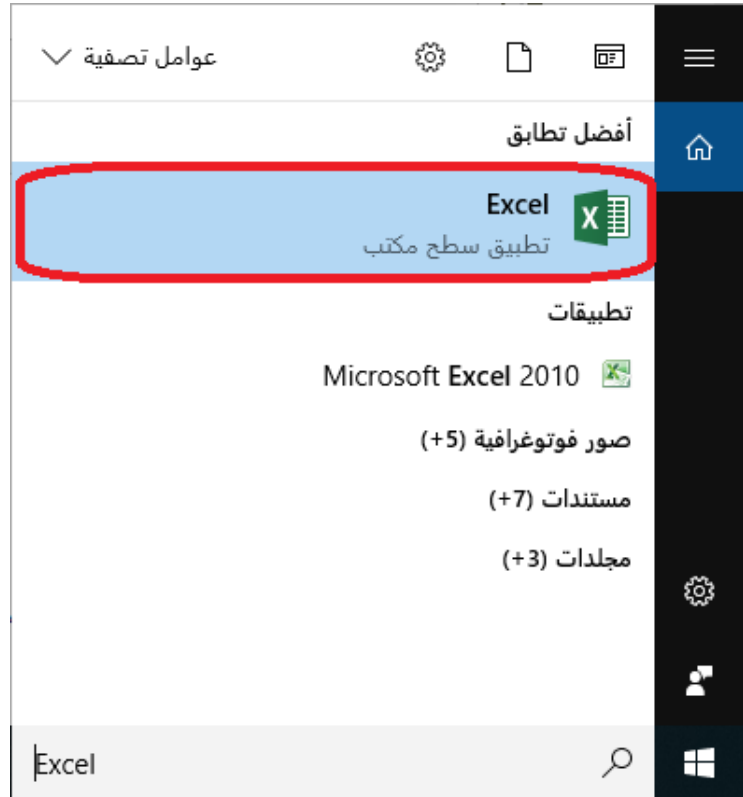 عوامل تصفية
أفضل تطابق
Excel
تطبيق سطح مكتب
تطبيقات
Microsoft Excel 2010
صور فوتوغرافية (5+)
مستندات (7+)
مجلدات (3+)
Excel